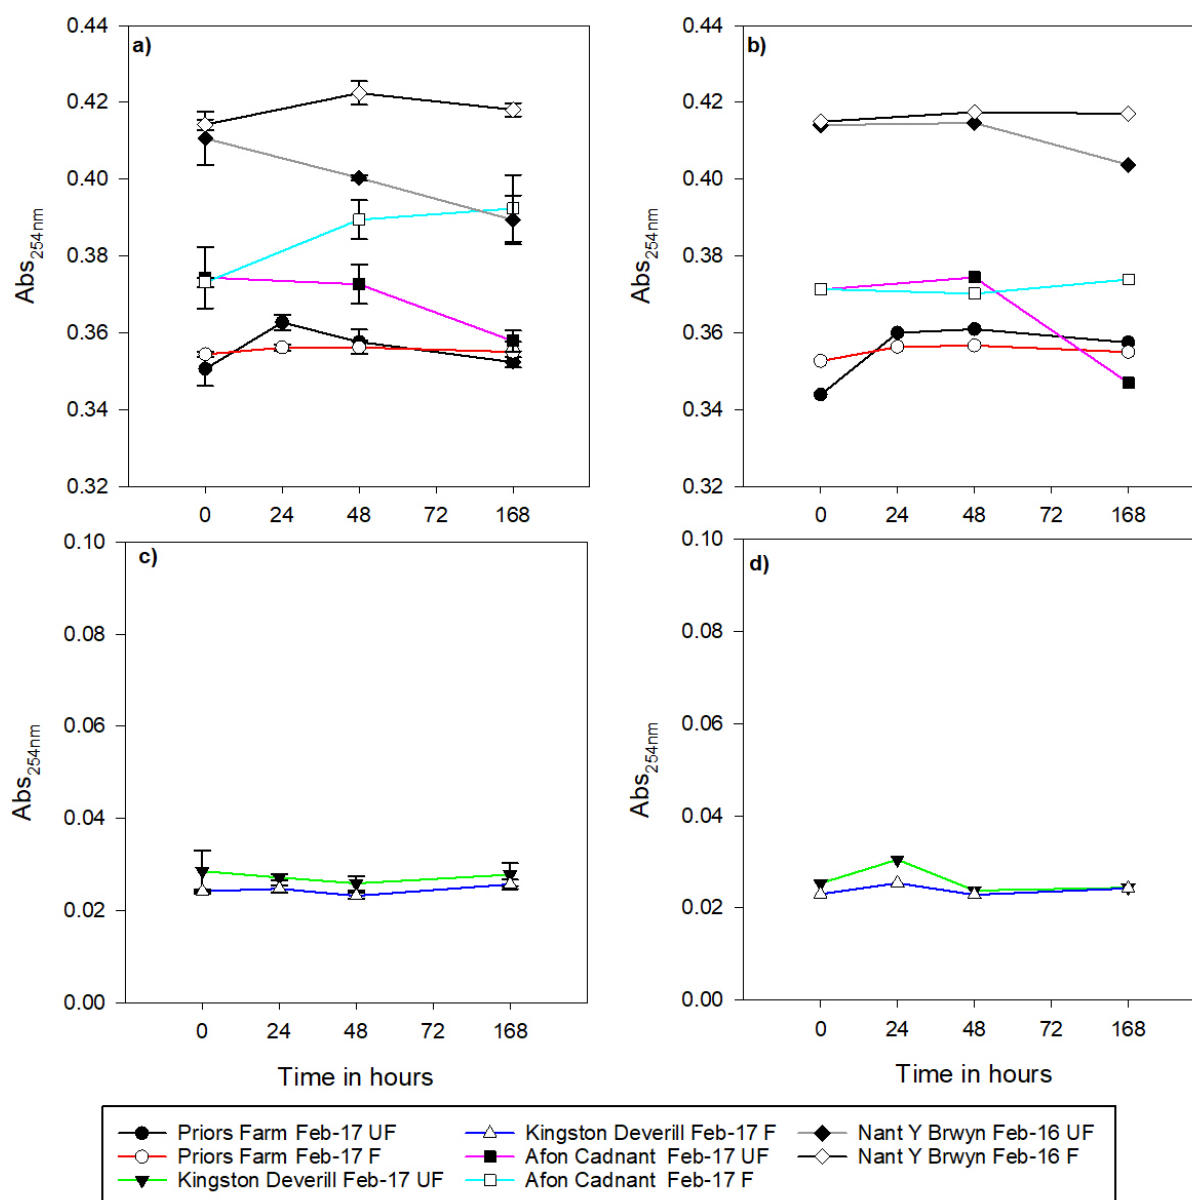 a)
0.44
0.42
0.40
0.38
0.36
0.34
0.32
Abs254nm
0 24 48 72 168
b)
0.44
0.42
0.40
0.38
0.36
0.34
0.32
Abs254nm
0 24 48 72 168
c)
0.10
0.08
0.06
0.04
0.02
0.00
Abs254nm
0 24 48 72 168
Time in hours
d)
0.10
0.08
0.06
0.04
0.02
0.00
Abs254nm
0 24 48 72 168
Time in hours
Priors Farm Feb-17 UF
Priors Farm Feb-17 F
Kingston Deverill Feb-17 UF
Kingston Deverill Feb-17 F
Afon Cadnant Feb-17 UF
Afon Cadnant Feb-17 F
Nant Y Brwyn Feb-16 UF
Nant Y Brwyn Feb-16 F